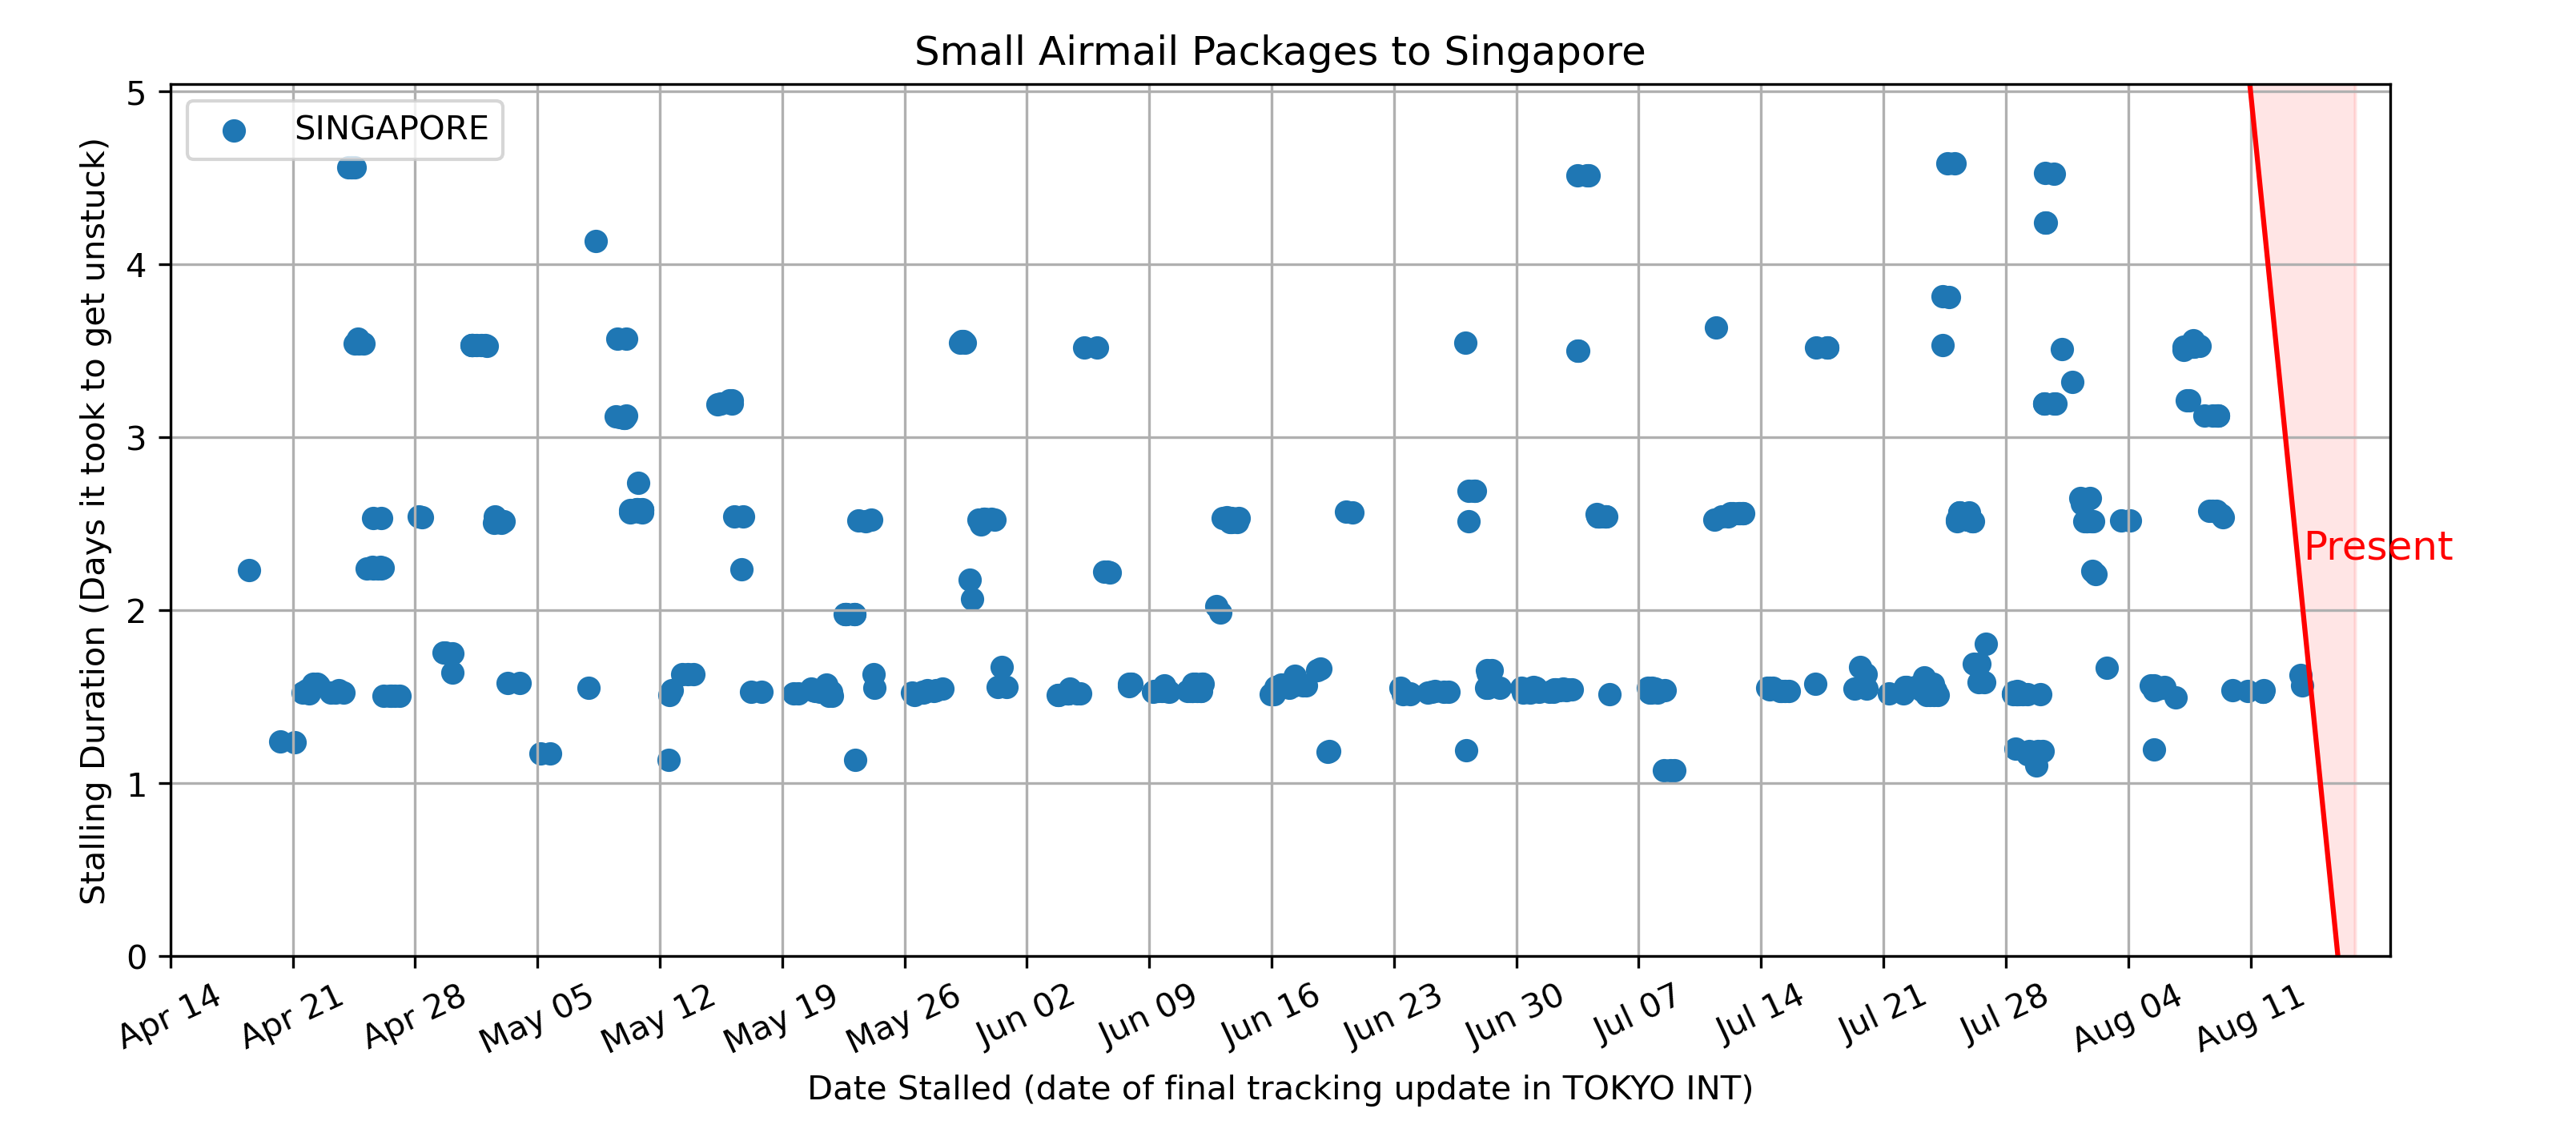 Small Airmail Packages to Singapore
SINGAPORE
Stalling Duration (Days it took to get unstuck)
5
4
3
2
1
0
Present
Apr 14
Apr 21
Apr 28
May 05
May 12
May 19
May 26
Jun 02
Jun 09
Jun 16
Jun 23
Jun 30
Jul 07
Jul 14
Jul 21
Jul 28
Aug 04
Aug 11
Date Stalled (date of final tracking update in TOKYO INT)